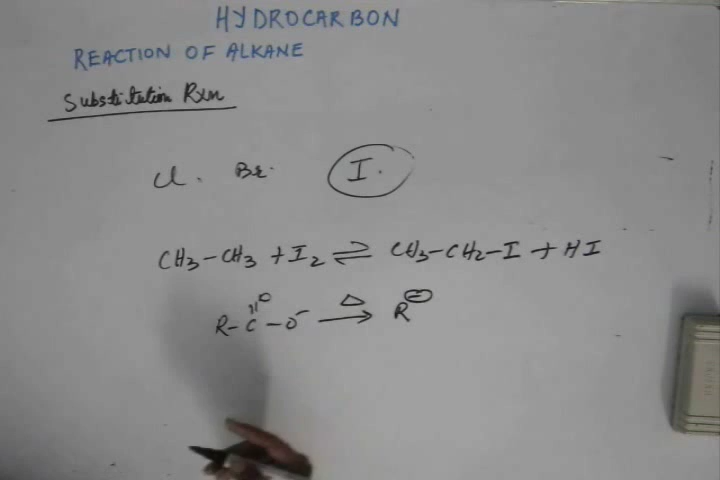 HYDROCARBON
REACTION OF ALKANE
Substitution Rxn
Cl. Br. I.
CH3-CH3 + I2 ⇌ CH3-CH2-I + HI
O
R-C-O⁻ △→ R⊖